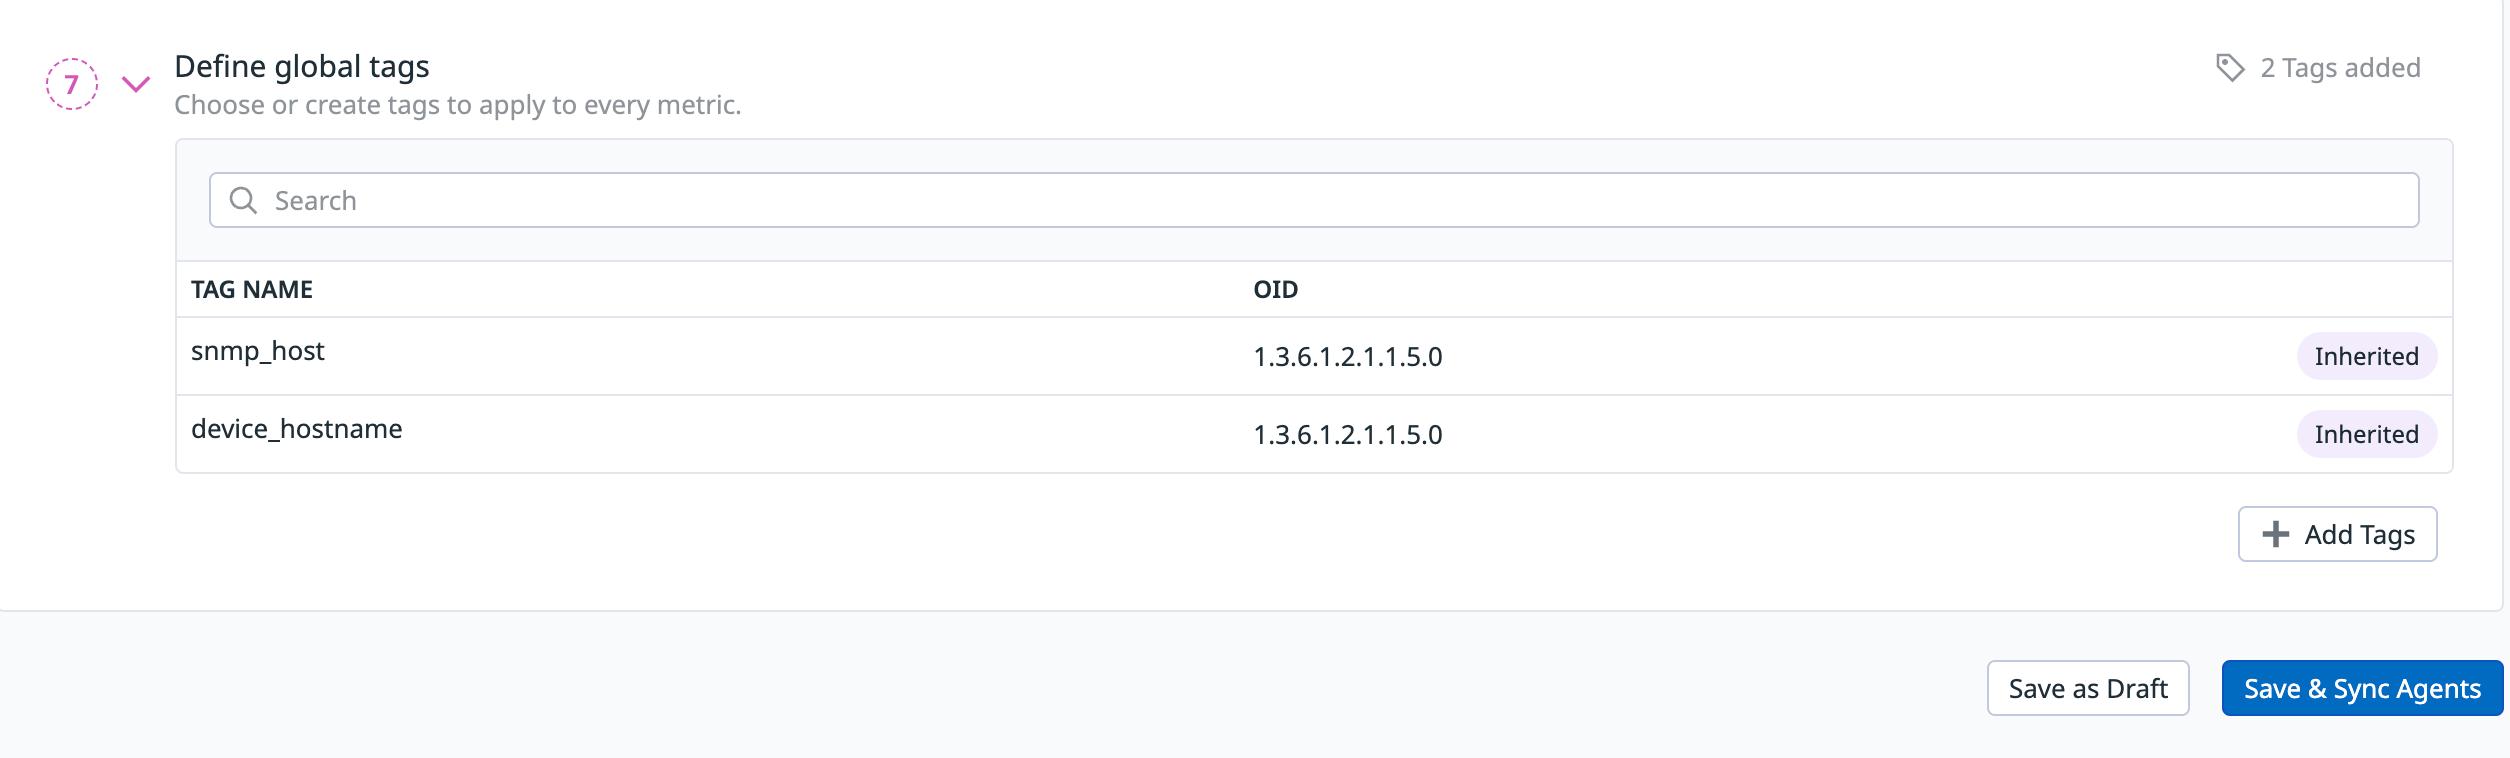 7
Define global tags
2 Tags added
Choose or create tags to apply to every metric.
Search
TAG NAME OID
snmp_host 1.3.6.1.2.1.1.5.0 Inherited
device_hostname 1.3.6.1.2.1.1.5.0 Inherited
Add Tags
Save as Draft Save & Sync Agents